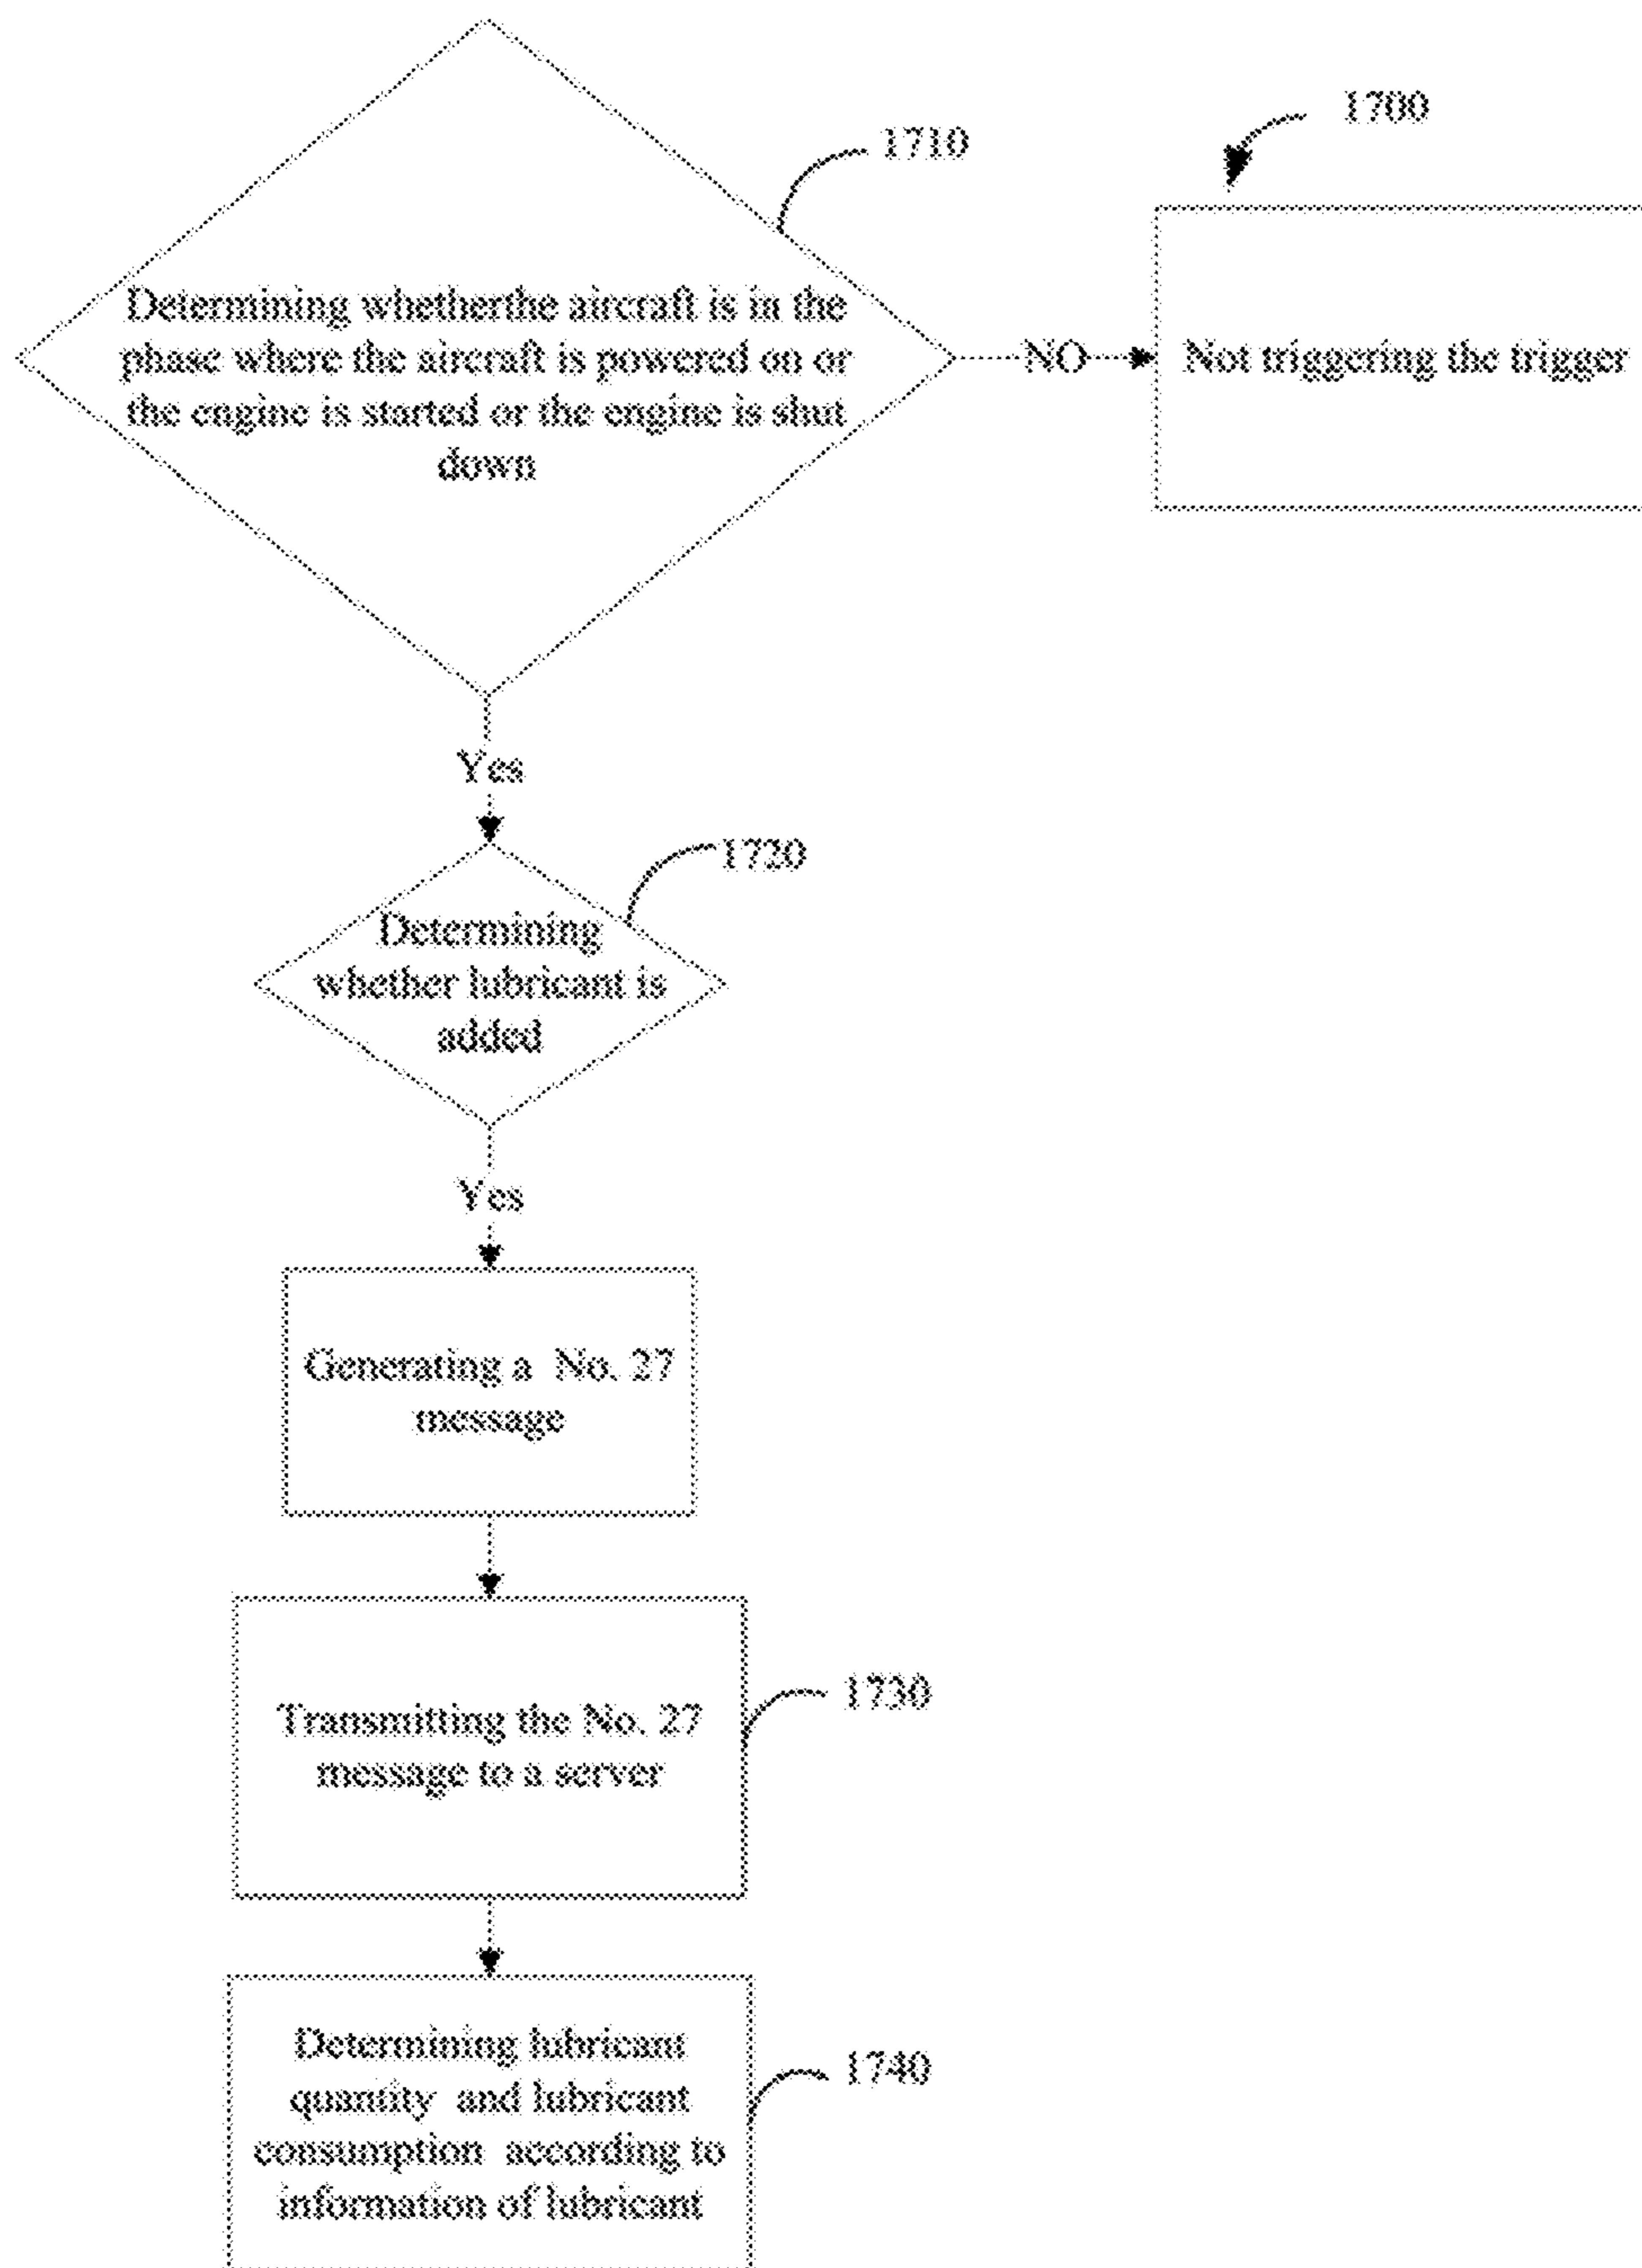 1700
1710
Determining whetherthe aircraft is in the
phase where the aircraft is powered on or
the engine is started or the engine is shut
down
NO
Not triggering the trigger
Yes
1720
Determining
whether lubricant is
added
Yes
Generating a No. 27
message
Transmitting the No. 27
message to a server
1730
Determining lubricant
quantity and lubricant
consumption according to
information of lubricant
1740